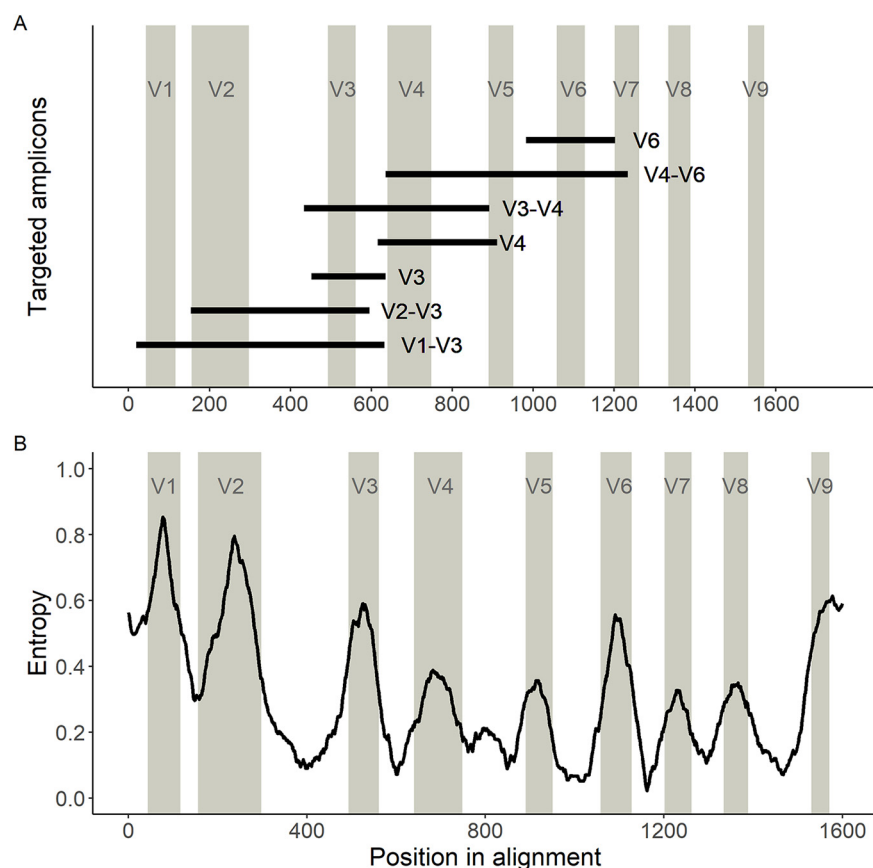 A
Targeted amplicons
V1 V2 V3 V4 V5 V6 V7 V8 V9
V6
V4-V6
V3-V4
V4
V3
V2-V3
V1-V3
0 200 400 600 800 1000 1200 1400 1600
B
Entropy
1.0
V1 V2 V3 V4 V5 V6 V7 V8 V9
0.8
0.6
0.4
0.2
0.0
0 400 800 1200 1600
Position in alignment